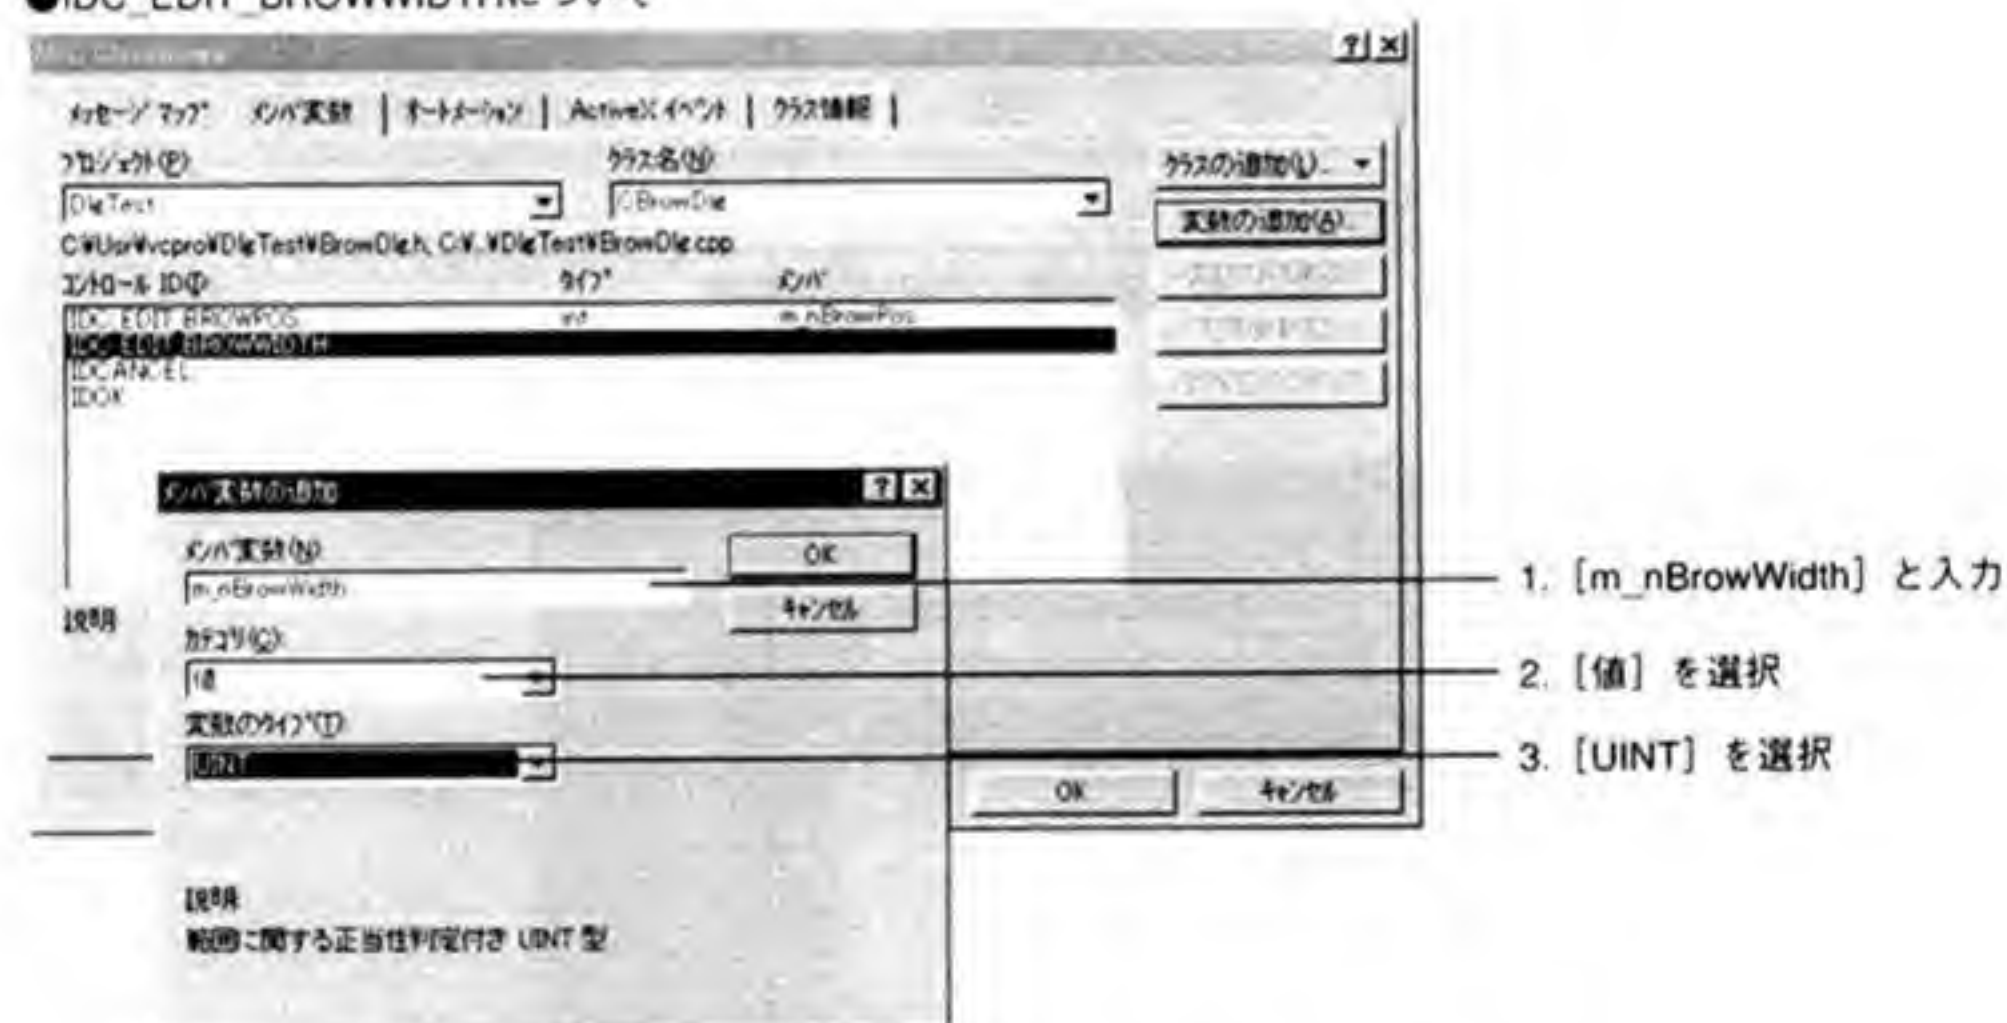 ●IDC_EDIT_BROWWIDTHについて
メッセージ マップ メンバ変数 オートメーション ActiveX イベント クラス情報
プロジェクト(P): クラス名(N): クラスの追加(L)...
DlgTest CBrowDlg 変数の追加(A)...
C:¥Usr¥vcpro¥DlgTest¥BrowDlg.h, C:¥..¥DlgTest¥BrowDlg.cpp
コントロール ID(I): タイプ メンバ
IDC_EDIT_BROWPOS int m_nBrowPos
IDC_EDIT_BROWWIDTH
IDCANCEL
IDOK
メンバ変数の追加
メンバ変数(N): OK
m_nBrowWidth
1. [m_nBrowWidth] と入力
キャンセル
説明
カテゴリ(C):
値
2. [値] を選択
変数のタイプ(T):
UINT
3. [UINT] を選択
OK キャンセル
説明
範囲に関する正当性判定付き UINT 型